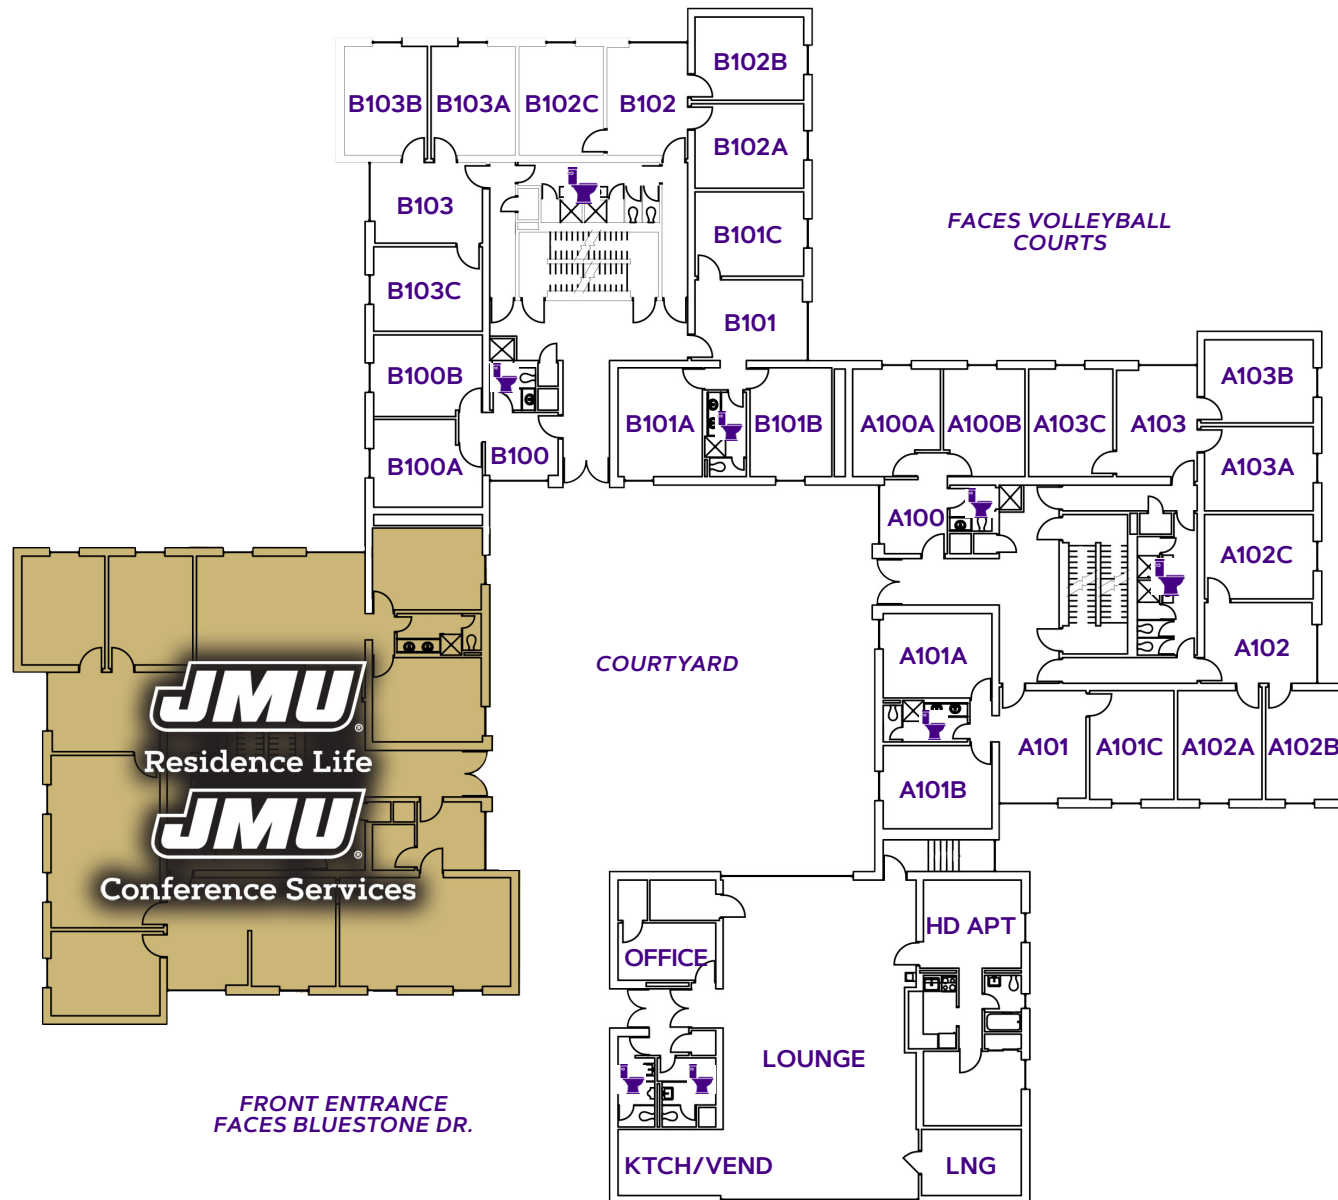 B102B
B103B
B103A
B102C
B102
B102A
B103
B101C
FACES VOLLEYBALL
COURTS
B103C
B101
B100B
A103B
B101A
B101B
A100A
A100B
A103C
A103
B100A
B100
A103A
A100
A102C
COURTYARD
A101A
A102
JMU®
Residence Life
A101
A101C
A102A
A102B
A101B
JMU®
Conference Services
HD APT
OFFICE
LOUNGE
FRONT ENTRANCE
FACES BLUESTONE DR.
KTCH/VEND
LNG